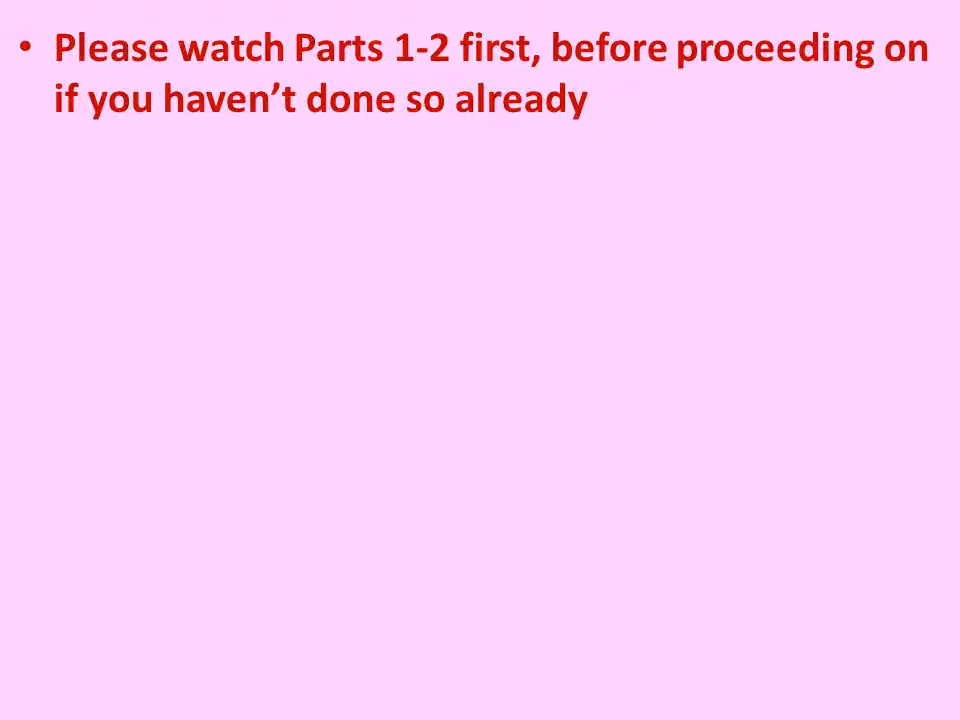 • Please watch Parts 1-2 first, before proceeding on
if you haven’t done so already